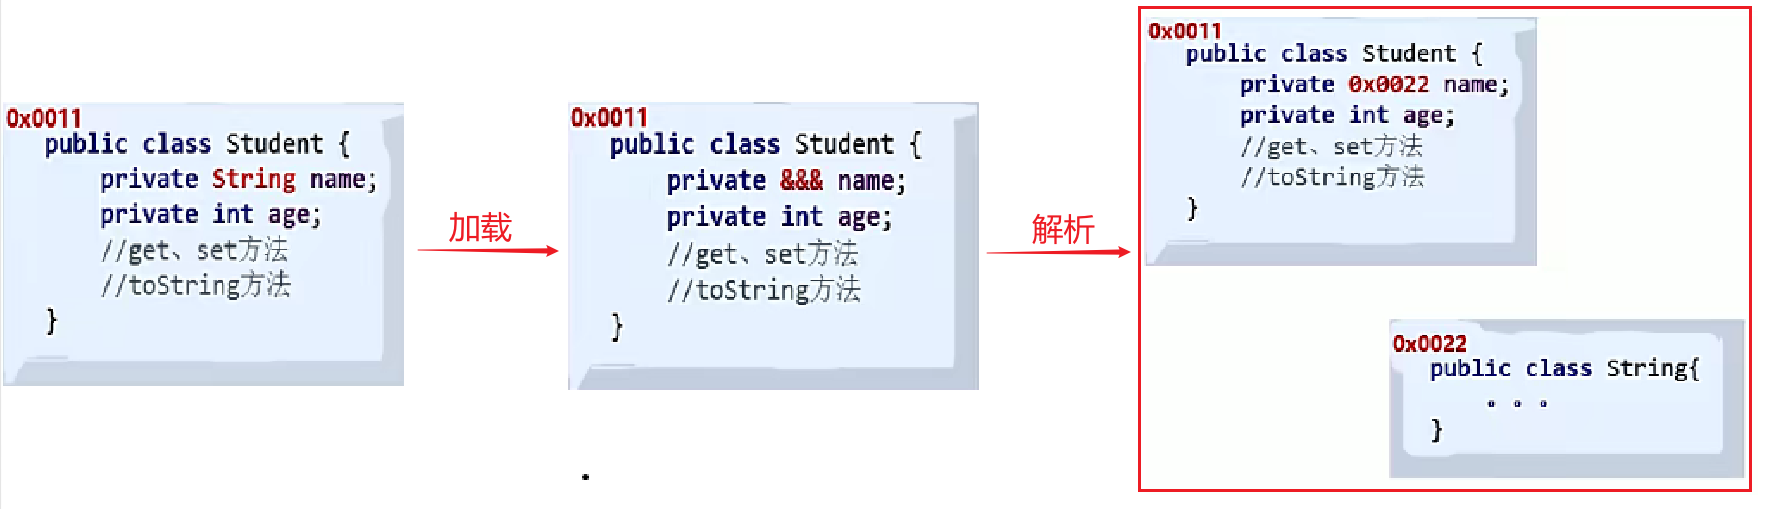 0x0011
public class Student {
private String name;
private int age;
//get、set方法
//toString方法
}
加载
0x0011
public class Student {
private &&& name;
private int age;
//get、set方法
//toString方法
}
解析
0x0011
public class Student {
private 0x0022 name;
private int age;
//get、set方法
//toString方法
}
0x0022
public class String{
。。。
}